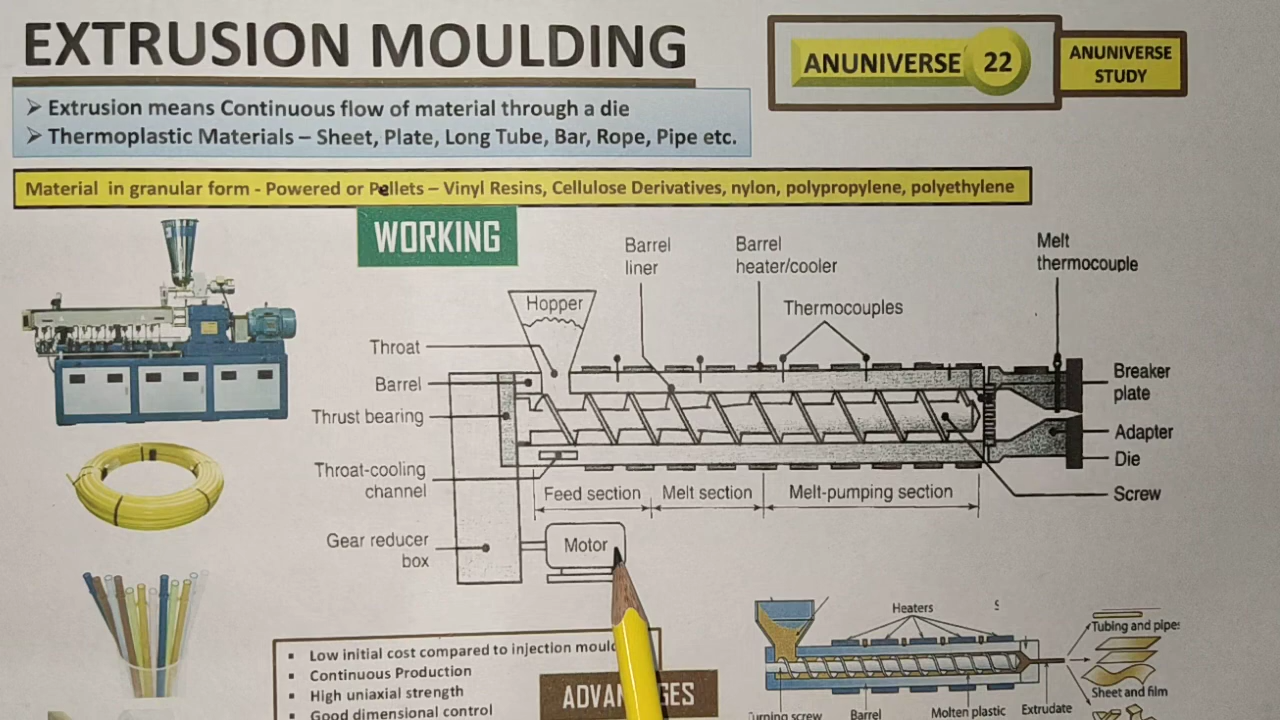 EXTRUSION MOULDING
ANUNIVERSE 22
ANUNIVERSE
STUDY
➢ Extrusion means Continuous flow of material through a die
➢ Thermoplastic Materials – Sheet, Plate, Long Tube, Bar, Rope, Pipe etc.
Material in granular form - Powered or Pellets – Vinyl Resins, Cellulose Derivatives, nylon, polypropylene, polyethylene
WORKING
Barrel
liner
Barrel
heater/cooler
Melt
thermocouple
Hopper
Thermocouples
Throat
Barrel
Thrust bearing
Throat-cooling
channel
Gear reducer
box
Breaker
plate
Adapter
Die
Screw
Feed section
Melt section
Melt-pumping section
Motor
▪ Low initial cost compared to injection mould
▪ Continuous Production
▪ High uniaxial strength
▪ Good dimensional control
Heaters
Tubing and pipes
Sheet and film
Turning screw
Barrel
Molten plastic
Extrudate